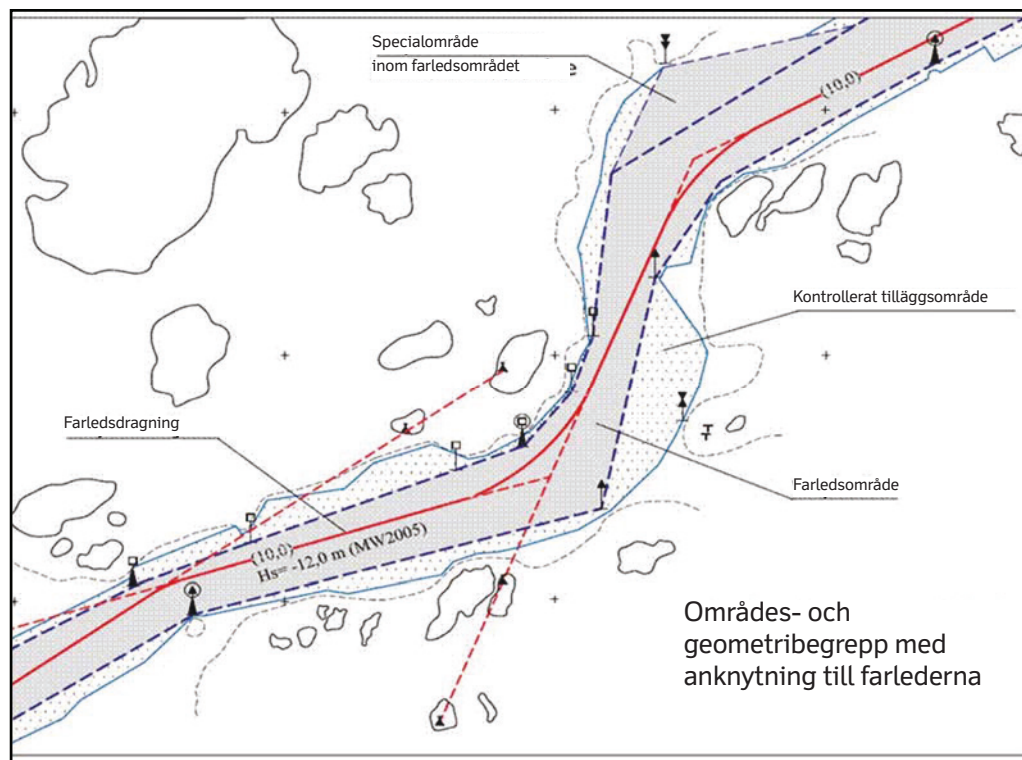 Specialområde
inom farledsområdet
(10,0)
Kontrollerat tilläggsområde
Farledsdragning
Farledsområde
(10,0)
Hs= -12,0 m (MW2005)
Områdes- och
geometribegrepp med
anknytning till farlederna